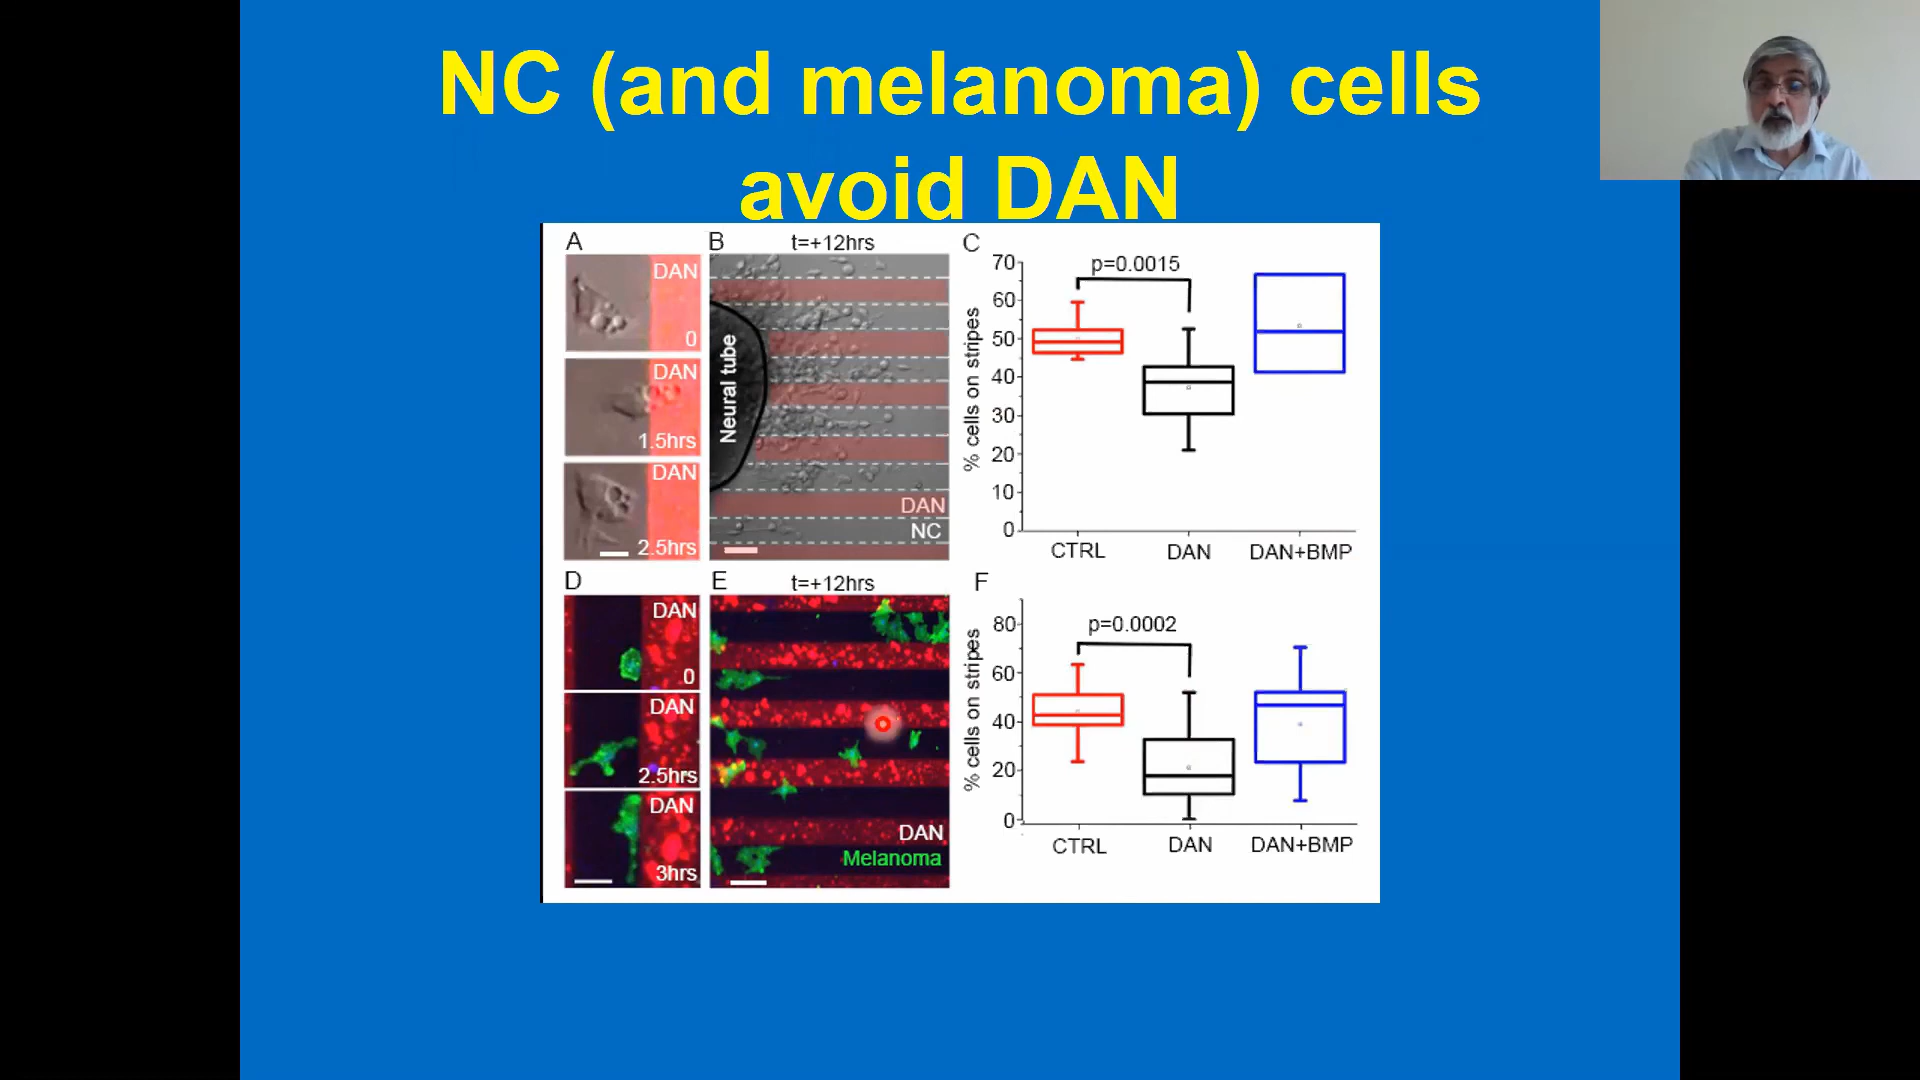 NC (and melanoma) cells
avoid DAN
A
DAN
0
DAN
1.5hrs
DAN
2.5hrs
B
t=+12hrs
Neural tube
DAN
NC
C
p=0.0015
% cells on stripes
70
60
50
40
30
20
10
0
CTRL
DAN
DAN+BMP
D
DAN
0
DAN
2.5hrs
DAN
3hrs
E
t=+12hrs
DAN
Melanoma
F
p=0.0002
% cells on stripes
80
60
40
20
0
CTRL
DAN
DAN+BMP